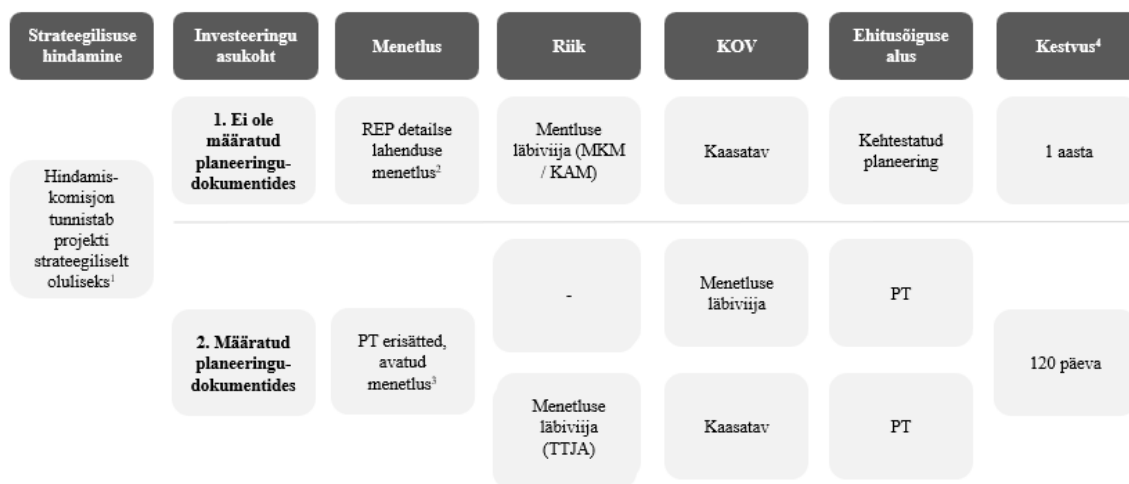 Strateegilisuse
hindamine
Investeeringu
asukoht
Menetlus
Riik
KOV
Ehitusõiguse
alus
Kestvus⁴
Hindamis-
komisjon
tunnistab
projekti
strateegiliselt
oluliseks¹
1. Ei ole
määratud
planeeringu-
dokumentides
REP detailse
lahenduse
menetlus²
Mentluse
läbiviija (MKM
/ KAM)
Kaasatav
Kehtestatud
planeering
1 aasta
2. Määratud
planeeringu-
dokumentides
PT erisätted,
avatud
menetlus³
-
Menetluse
läbiviija
PT
120 päeva
Menetluse
läbiviija
(TTJA)
Kaasatav
PT